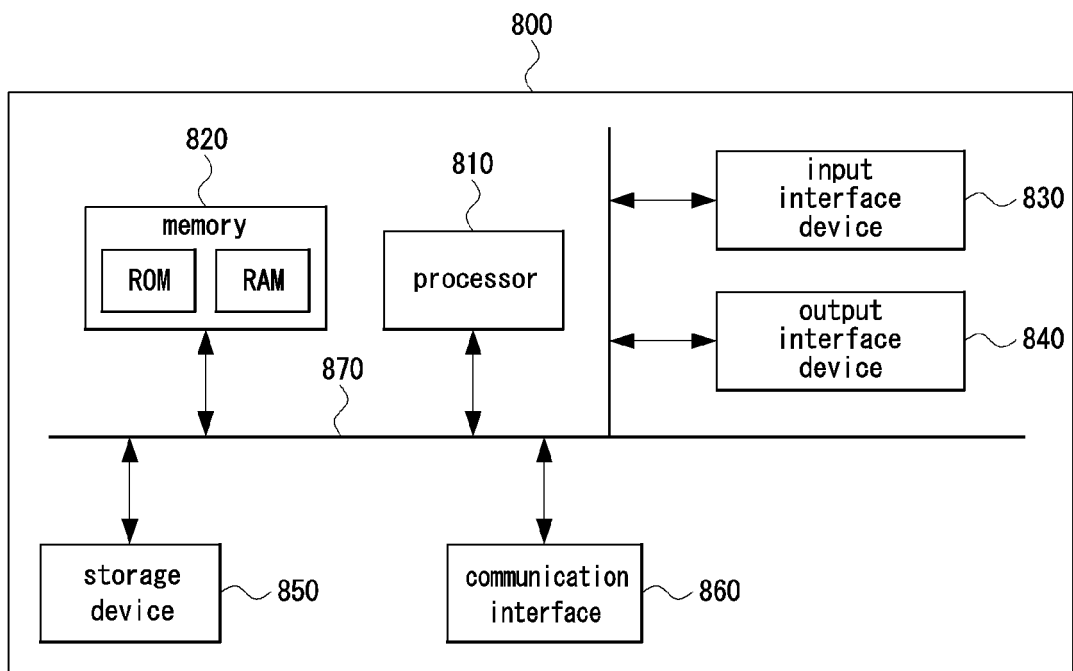 800
820
memory
ROM
RAM
810
processor
input
interface
device
830
output
interface
device
840
870
storage
device
850
communication
interface
860